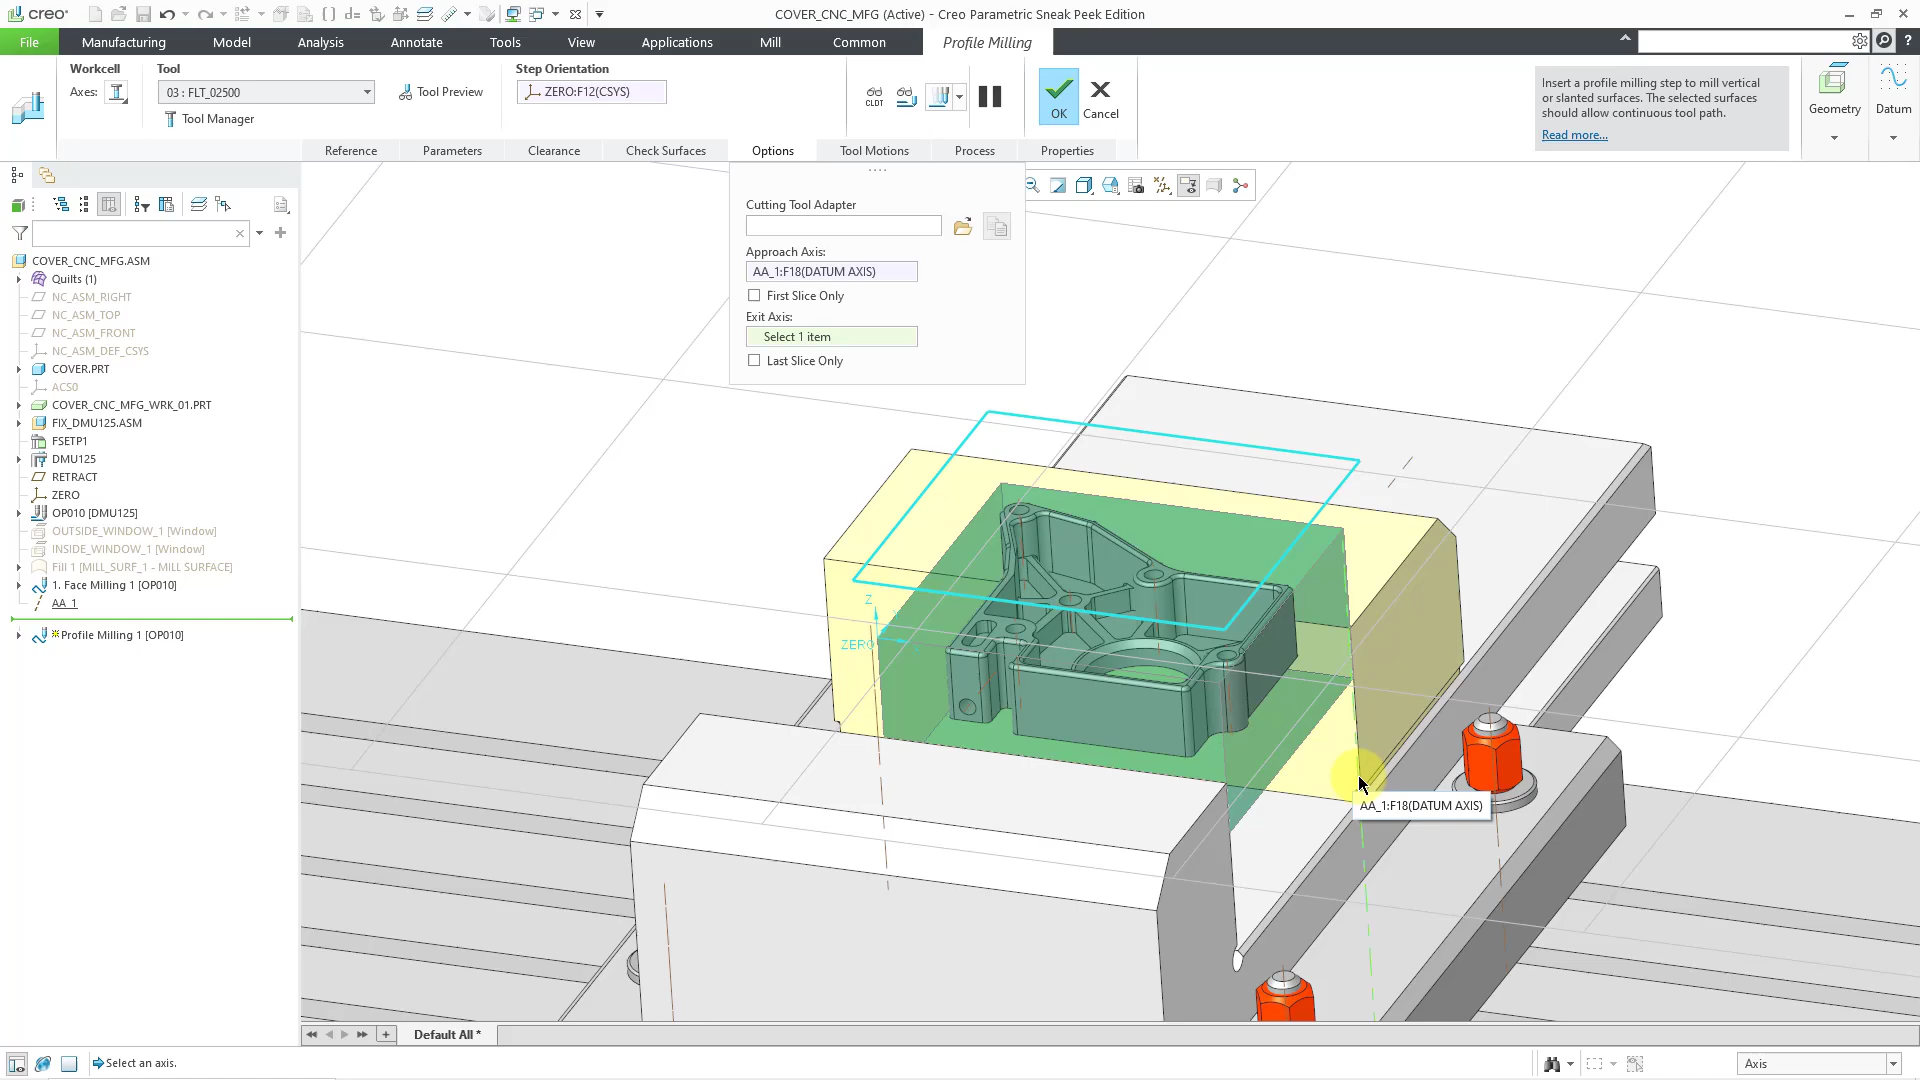 creo
COVER_CNC_MFG (Active) - Creo Parametric Sneak Peek Edition
File
Manufacturing
Model
Analysis
Annotate
Tools
View
Applications
Mill
Common
Profile Milling
Workcell
Axes:
Tool
03 : FLT_02500
Tool Manager
Tool Preview
Step Orientation
ZERO:F12(CSYS)
CLDT
OK
Cancel
Insert a profile milling step to mill vertical
or slanted surfaces. The selected surfaces
should allow continuous tool path.
Read more...
Geometry
Datum
Reference
Parameters
Clearance
Check Surfaces
Options
Tool Motions
Process
Properties
Cutting Tool Adapter
Approach Axis:
AA_1:F18(DATUM AXIS)
First Slice Only
Exit Axis:
Select 1 item
Last Slice Only
COVER_CNC_MFG.ASM
Quilts (1)
NC_ASM_RIGHT
NC_ASM_TOP
NC_ASM_FRONT
NC_ASM_DEF_CSYS
COVER.PRT
ACS0
COVER_CNC_MFG_WRK_01.PRT
FIX_DMU125.ASM
FSETP1
DMU125
RETRACT
ZERO
OP010 [DMU125]
OUTSIDE_WINDOW_1 [Window]
INSIDE_WINDOW_1 [Window]
Fill 1 [MILL_SURF_1 - MILL SURFACE]
1. Face Milling 1 [OP010]
AA_1
Profile Milling 1 [OP010]
Z
ZERO
AA_1:F18(DATUM AXIS)
Default All *
Select an axis.
Axis